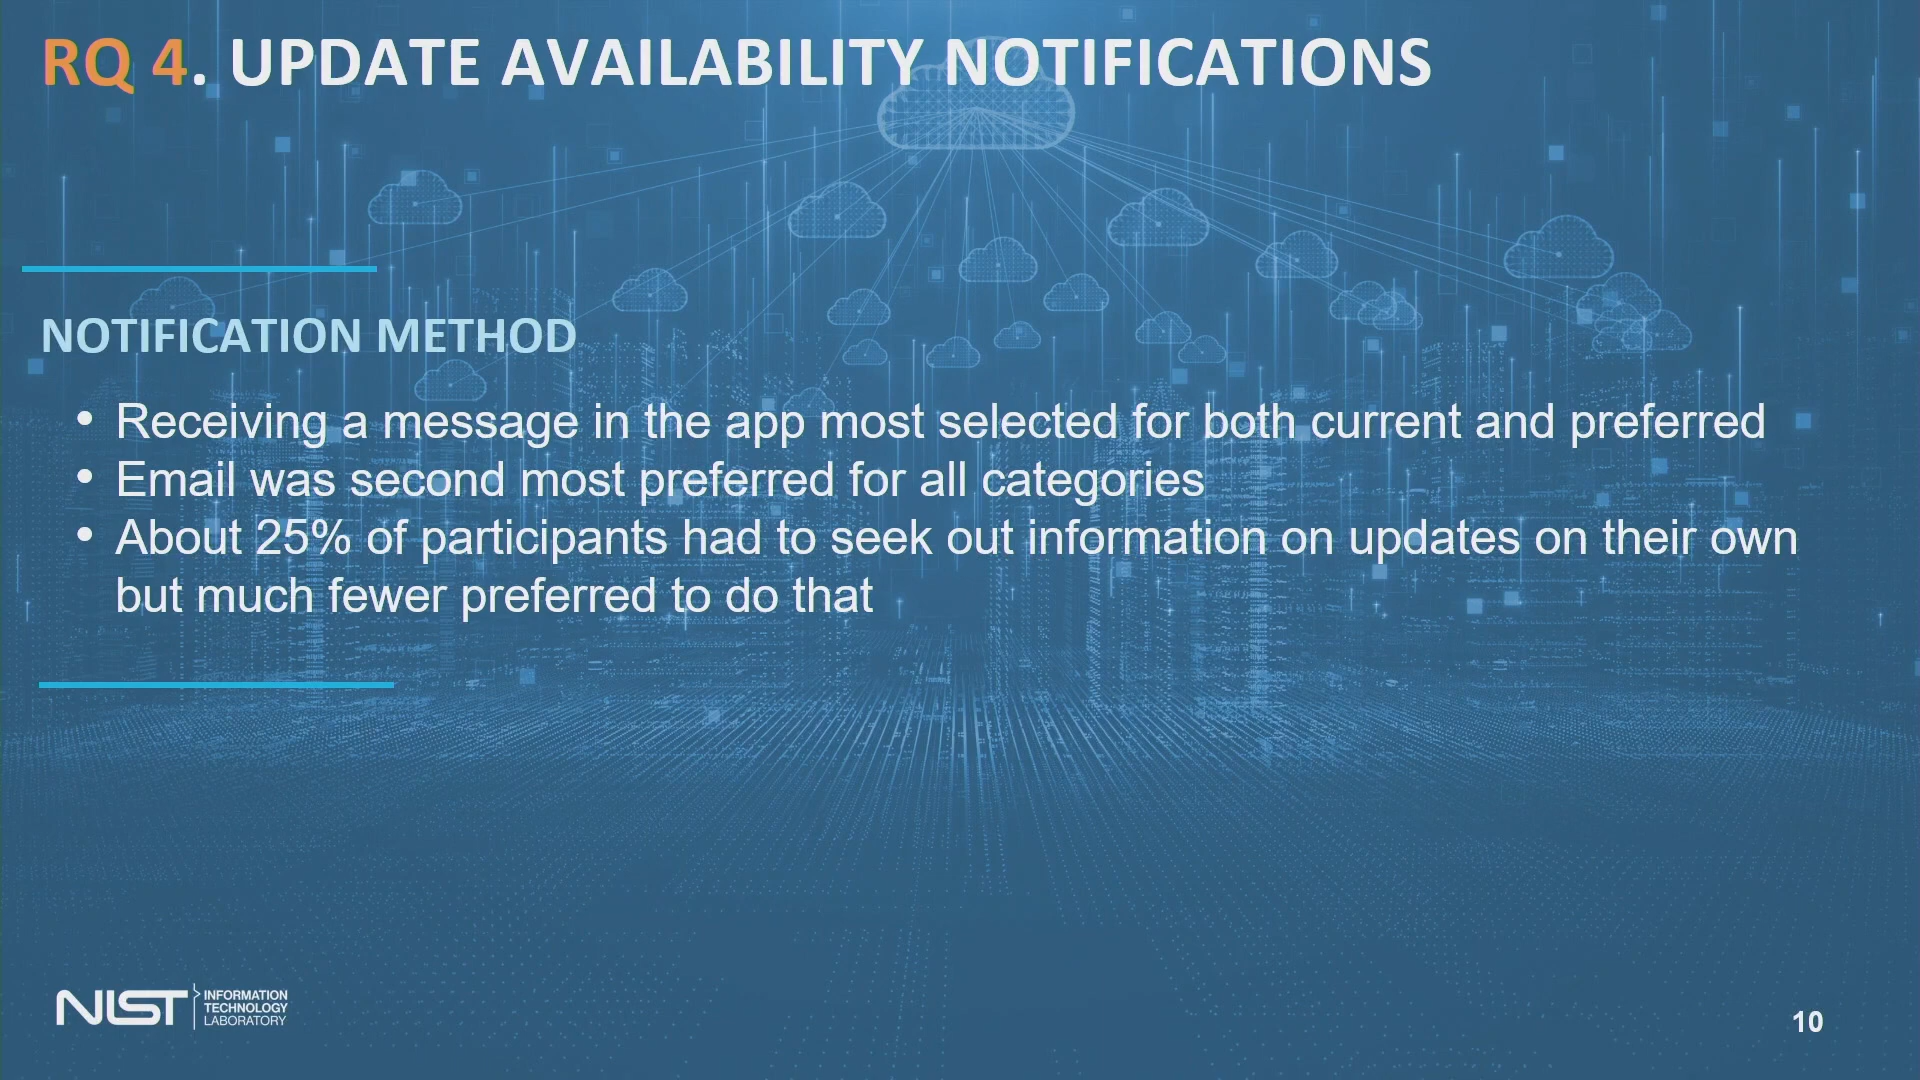 RQ 4. UPDATE AVAILABILITY NOTIFICATIONS
NOTIFICATION METHOD
• Receiving a message in the app most selected for both current and preferred
• Email was second most preferred for all categories
• About 25% of participants had to seek out information on updates on their own
but much fewer preferred to do that
NIST
INFORMATION
TECHNOLOGY
LABORATORY
10